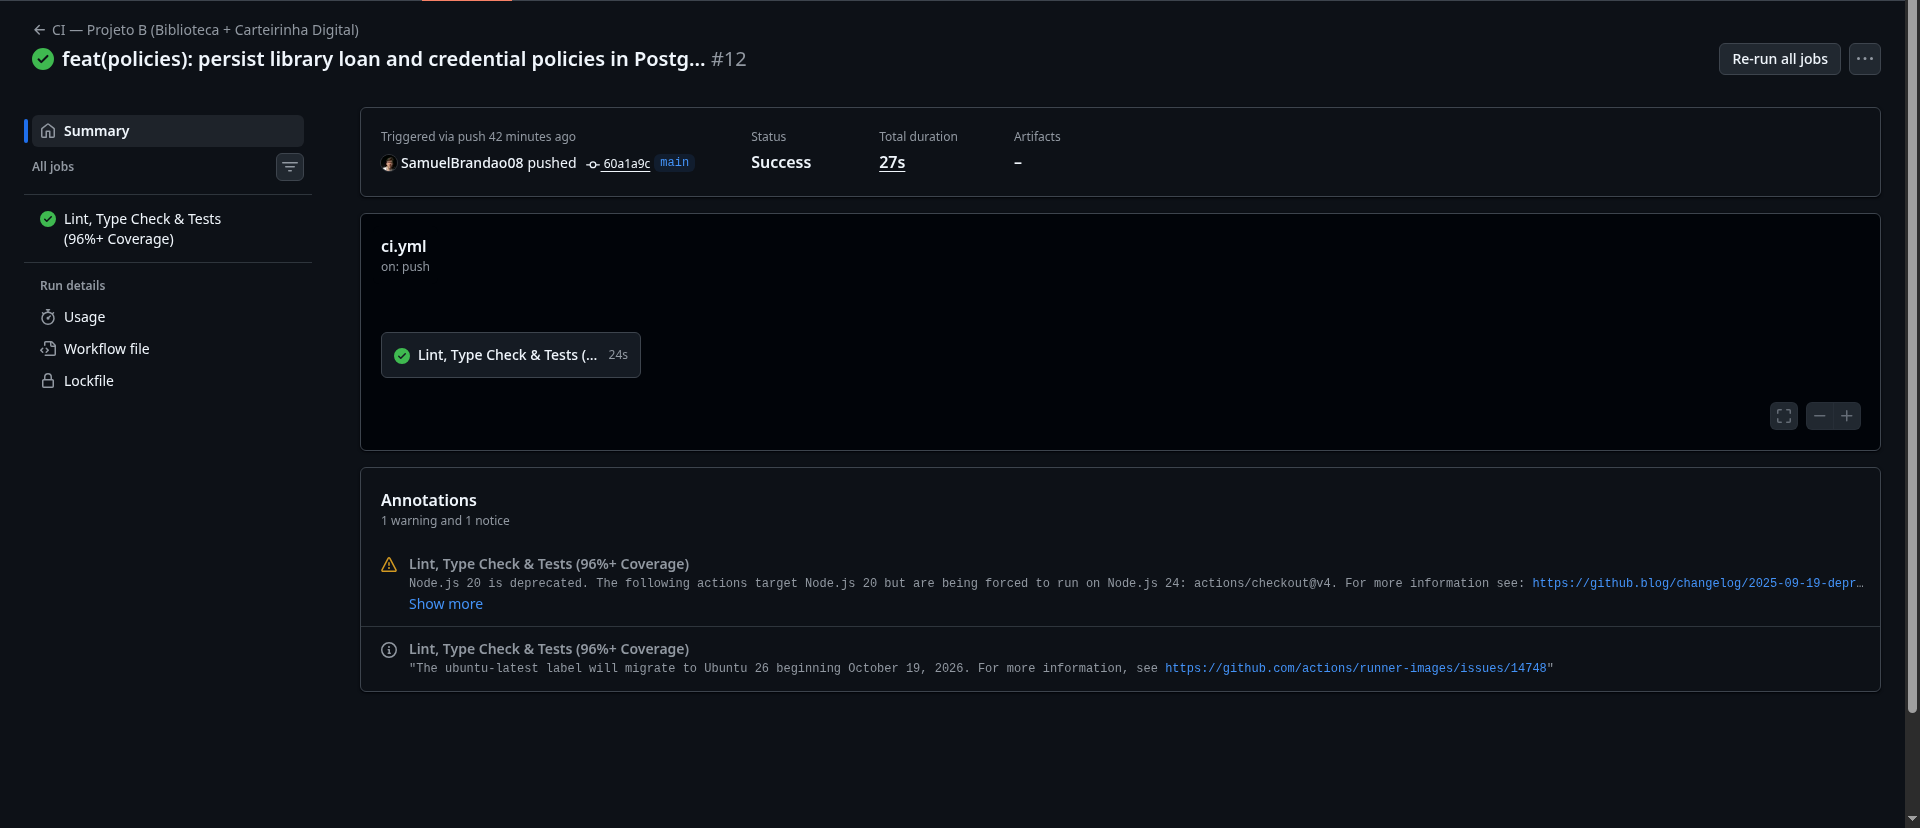 CI — Projeto B (Biblioteca + Carteirinha Digital)
feat(policies): persist library loan and credential policies in Postg... #12
Re-run all jobs
Summary
All jobs
Lint, Type Check & Tests
(96%+ Coverage)
Run details
Usage
Workflow file
Lockfile
Triggered via push 42 minutes ago
SamuelBrandao08 pushed 60a1a9c main
Status
Success
Total duration
27s
Artifacts
–
ci.yml
on: push
Lint, Type Check & Tests (... 24s
Annotations
1 warning and 1 notice
Lint, Type Check & Tests (96%+ Coverage)
Node.js 20 is deprecated. The following actions target Node.js 20 but are being forced to run on Node.js 24: actions/checkout@v4. For more information see: https://github.blog/changelog/2025-09-19-depr…
Show more
Lint, Type Check & Tests (96%+ Coverage)
"The ubuntu-latest label will migrate to Ubuntu 26 beginning October 19, 2026. For more information, see https://github.com/actions/runner-images/issues/14748"